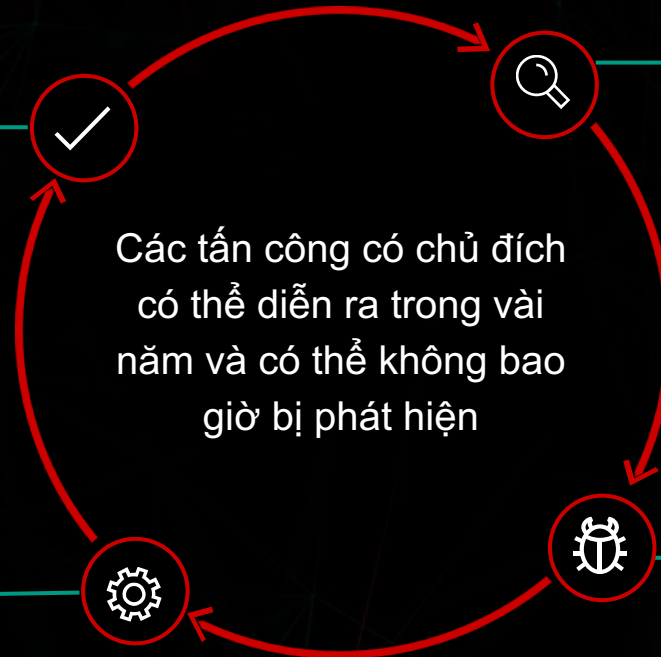 Các tấn công có chủ đích
có thể diễn ra trong vài
năm và có thể không bao
giờ bị phát hiện